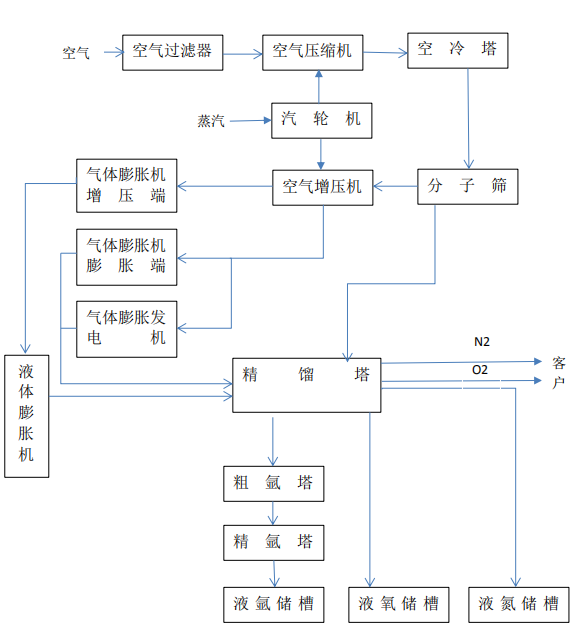 空气
空气过滤器
空气压缩机
空冷塔
蒸汽
汽轮机
气体膨胀机
增压端
空气增压机
分子筛
气体膨胀机
膨胀端
气体膨胀发
电机
N2
液
体
膨
胀
机
精馏塔
O2
客
户
粗氩塔
精氩塔
液氩储槽
液氧储槽
液氮储槽